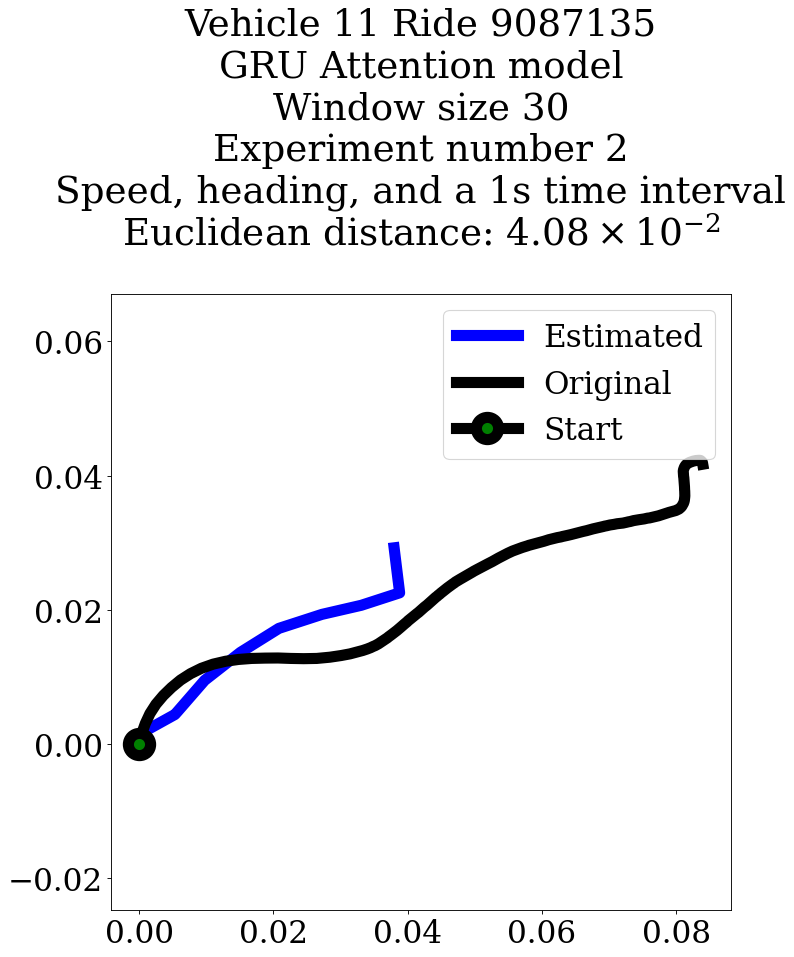 Vehicle 11 Ride 9087135
GRU Attention model
Window size 30
Experiment number 2
Speed, heading, and a 1s time interval
Euclidean distance: 4.08 × 10⁻²
Estimated
Original
Start
0.06
0.04
0.02
0.00
−0.02
0.00 0.02 0.04 0.06 0.08